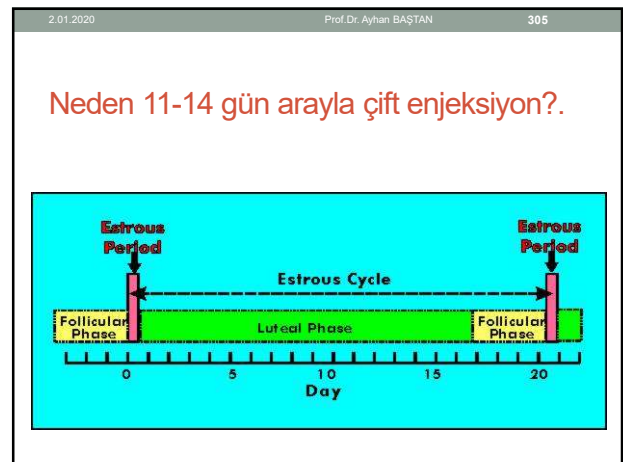 2.01.2020 Prof.Dr. Ayhan BAŞTAN 305
Neden 11-14 gün arayla çift enjeksiyon?.
Estrous Estrous
Period Period
Estrous Cycle
Follicular Luteal Phase Follicular
Phase Phase
0 5 10 15 20
Day